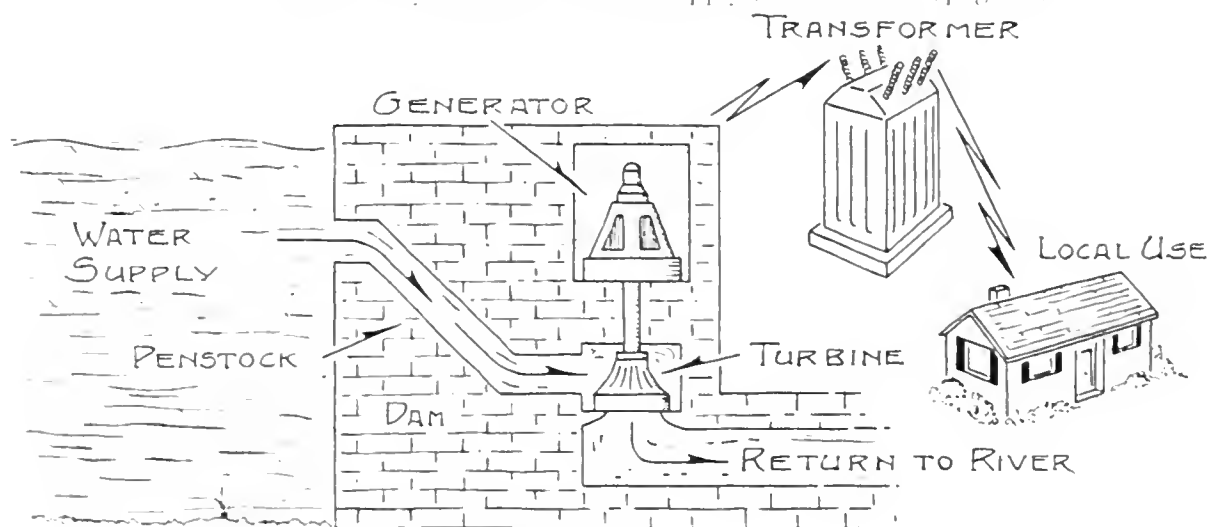 TRANSFORMER
GENERATOR
WATER
SUPPLY
LOCAL USE
PENSTOCK
TURBINE
DAM
RETURN TO RIVER